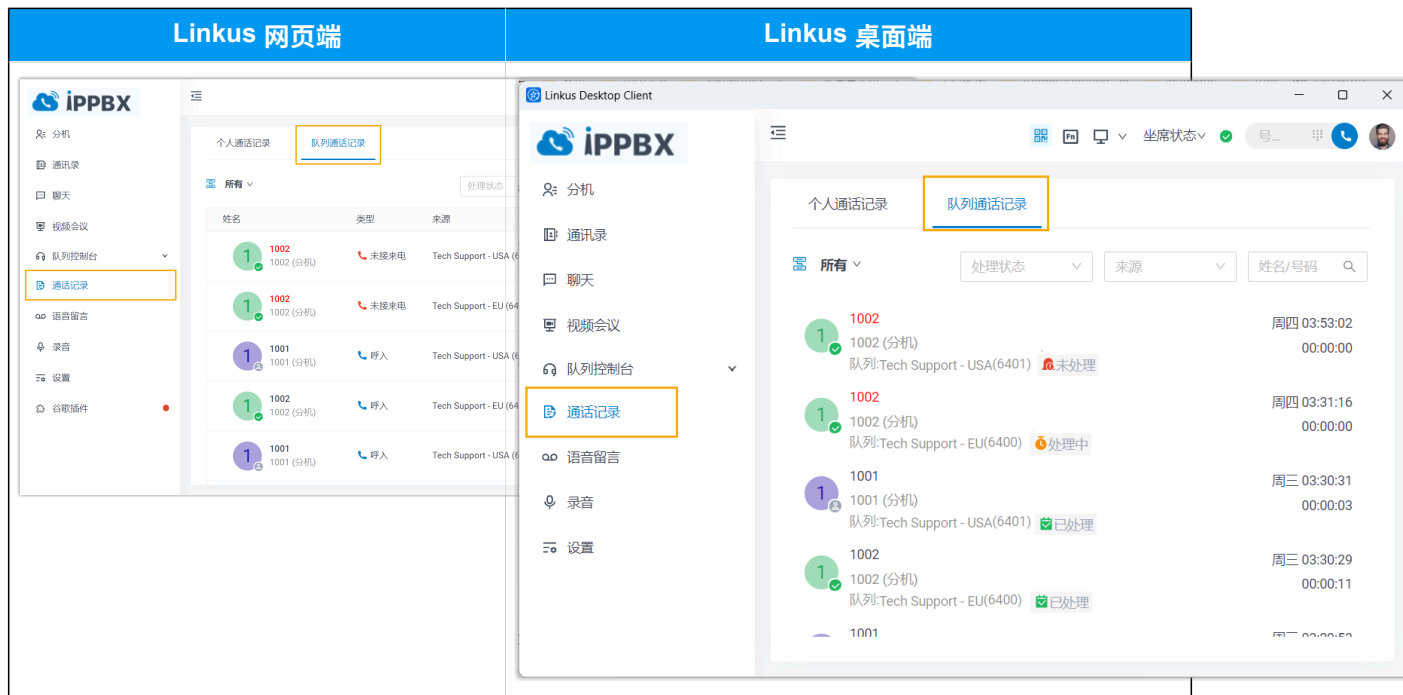 Linkus 网页端
Linkus 桌面端
iPPBX
分机
通讯录
聊天
视频会议
队列控制台
通话记录
语音留言
录音
设置
谷歌插件
个人通话记录
队列通话记录
所有
处理状态
姓名
类型
来源
1002
1002 (分机)
未接来电
Tech Support - USA (6
1002
1002 (分机)
未接来电
Tech Support - EU (64
1001
1001 (分机)
呼入
Tech Support - USA (6
1002
1002 (分机)
呼入
Tech Support - EU (64
1001
1001 (分机)
呼入
Tech Support - USA (6
Linkus Desktop Client
iPPBX
Fn
坐席状态
号...
分机
通讯录
聊天
视频会议
队列控制台
通话记录
语音留言
录音
设置
个人通话记录
队列通话记录
所有
处理状态
来源
姓名/号码
1002
周四 03:53:02
1002 (分机)
00:00:00
队列:Tech Support - USA(6401) 未处理
1002
周四 03:31:16
1002 (分机)
00:00:00
队列:Tech Support - EU(6400) 处理中
1001
周三 03:30:31
1001 (分机)
00:00:03
队列:Tech Support - USA(6401) 已处理
1002
周三 03:30:29
1002 (分机)
00:00:11
队列:Tech Support - EU(6400) 已处理
1001